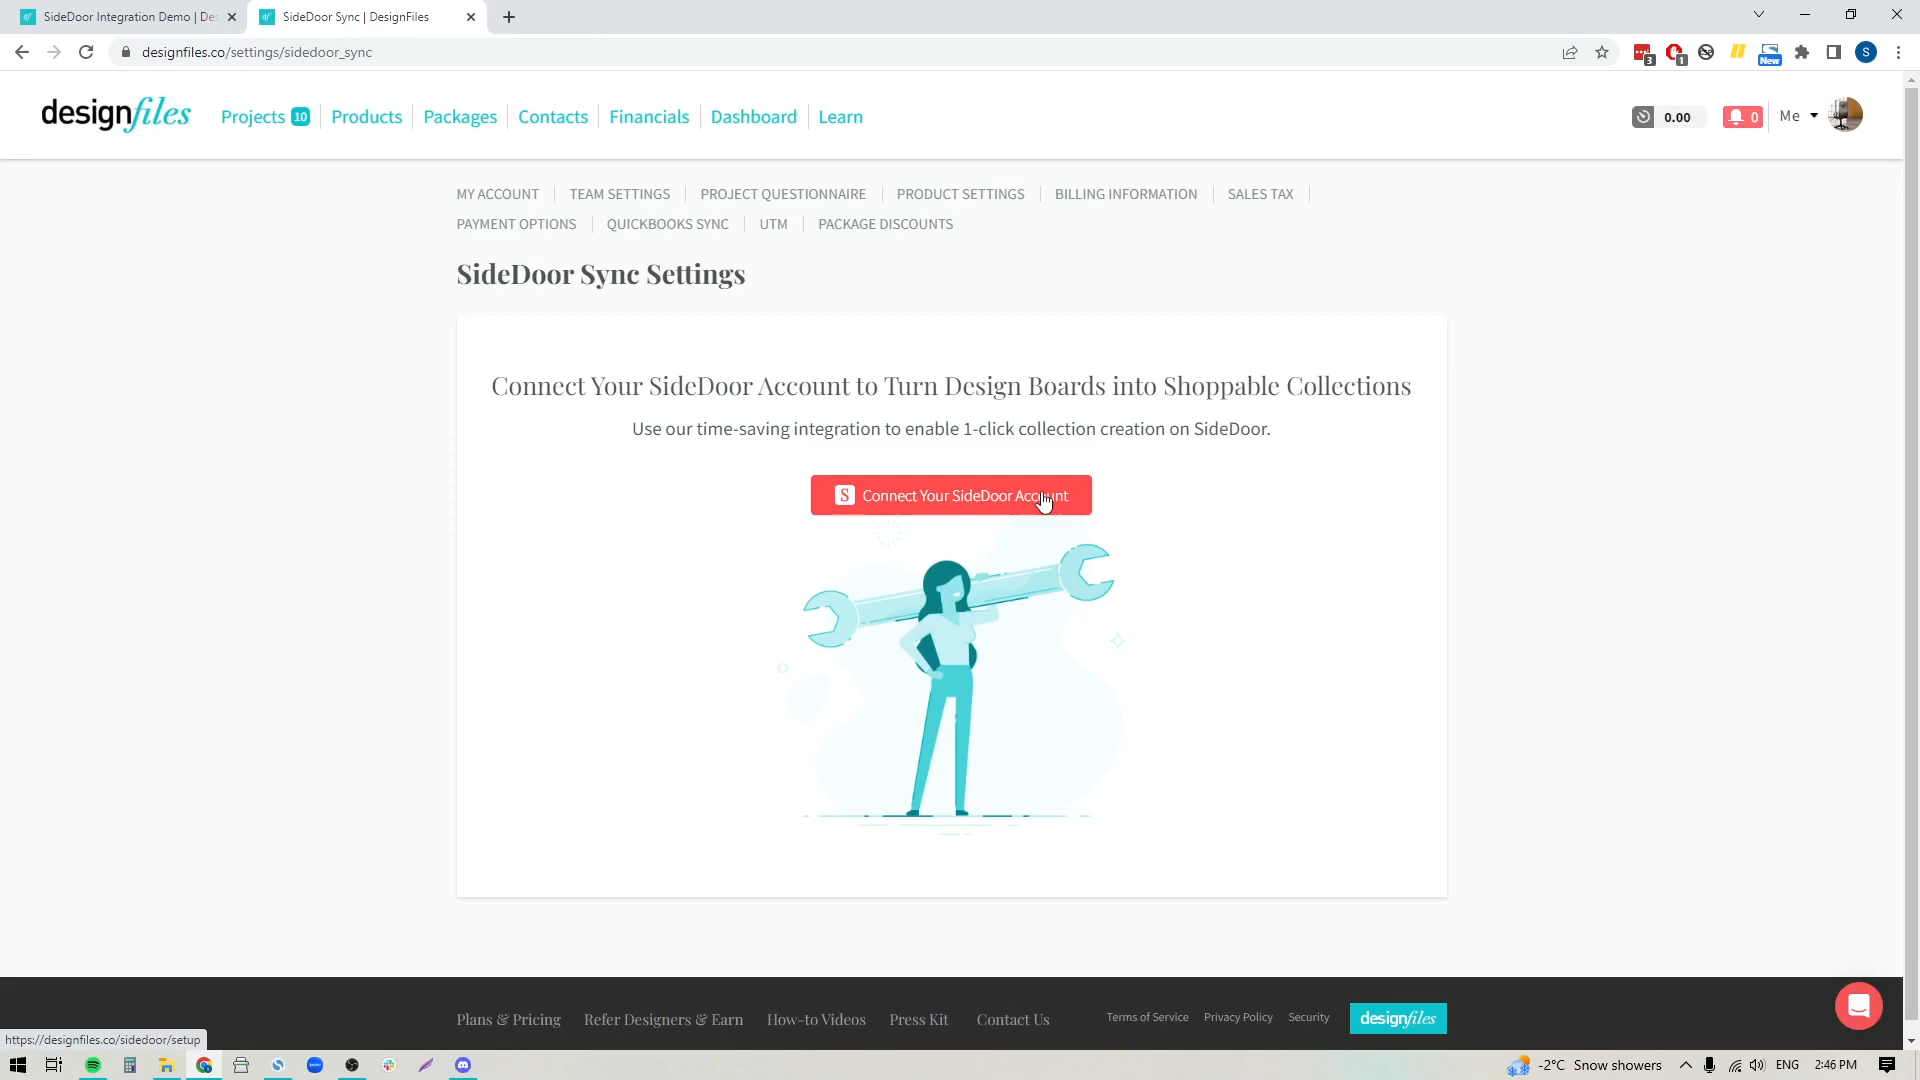 SideDoor Integration Demo | De
SideDoor Sync | DesignFiles
designfiles.co/settings/sidedoor_sync
3
1
New
S
designfiles
Projects 10
Products
Packages
Contacts
Financials
Dashboard
Learn
0.00
0
Me
MY ACCOUNT
TEAM SETTINGS
PROJECT QUESTIONNAIRE
PRODUCT SETTINGS
BILLING INFORMATION
SALES TAX
PAYMENT OPTIONS
QUICKBOOKS SYNC
UTM
PACKAGE DISCOUNTS
SideDoor Sync Settings
Connect Your SideDoor Account to Turn Design Boards into Shoppable Collections
Use our time-saving integration to enable 1-click collection creation on SideDoor.
S Connect Your SideDoor Account
Plans & Pricing
Refer Designers & Earn
How-to Videos
Press Kit
Contact Us
Terms of Service
Privacy Policy
Security
designfiles
https://designfiles.co/sidedoor/setup
-2°C Snow showers
ENG
2:46 PM